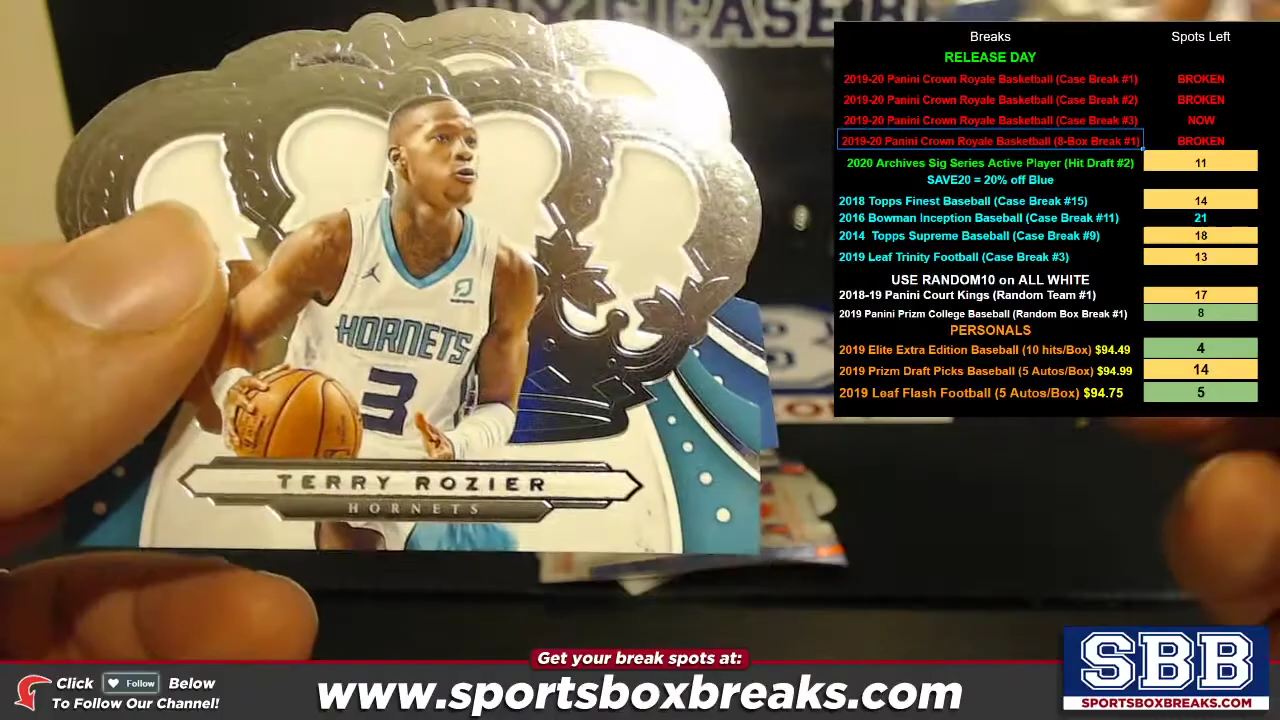 Breaks Spots Left
RELEASE DAY
2019-20 Panini Crown Royale Basketball (Case Break #1) BROKEN
2019-20 Panini Crown Royale Basketball (Case Break #2) BROKEN
2019-20 Panini Crown Royale Basketball (Case Break #3) NOW
2019-20 Panini Crown Royale Basketball (8-Box Break #1) BROKEN
2020 Archives Sig Series Active Player (Hit Draft #2) 11
SAVE20 = 20% off Blue
2018 Topps Finest Baseball (Case Break #15) 14
2016 Bowman Inception Baseball (Case Break #11) 21
2014 Topps Supreme Baseball (Case Break #9) 18
2019 Leaf Trinity Football (Case Break #3) 13
USE RANDOM10 on ALL WHITE
2018-19 Panini Court Kings (Random Team #1) 17
2019 Panini Prizm College Baseball (Random Box Break #1) 8
PERSONALS
2019 Elite Extra Edition Baseball (10 hits/Box) $94.49 4
2019 Prizm Draft Picks Baseball (5 Autos/Box) $94.99 14
2019 Leaf Flash Football (5 Autos/Box) $94.75 5
HORNETS
3
TERRY ROZIER
HORNETS
Get your break spots at:
www.sportsboxbreaks.com
Click Follow Below
To Follow Our Channel!
SBB
SPORTSBOXBREAKS.COM